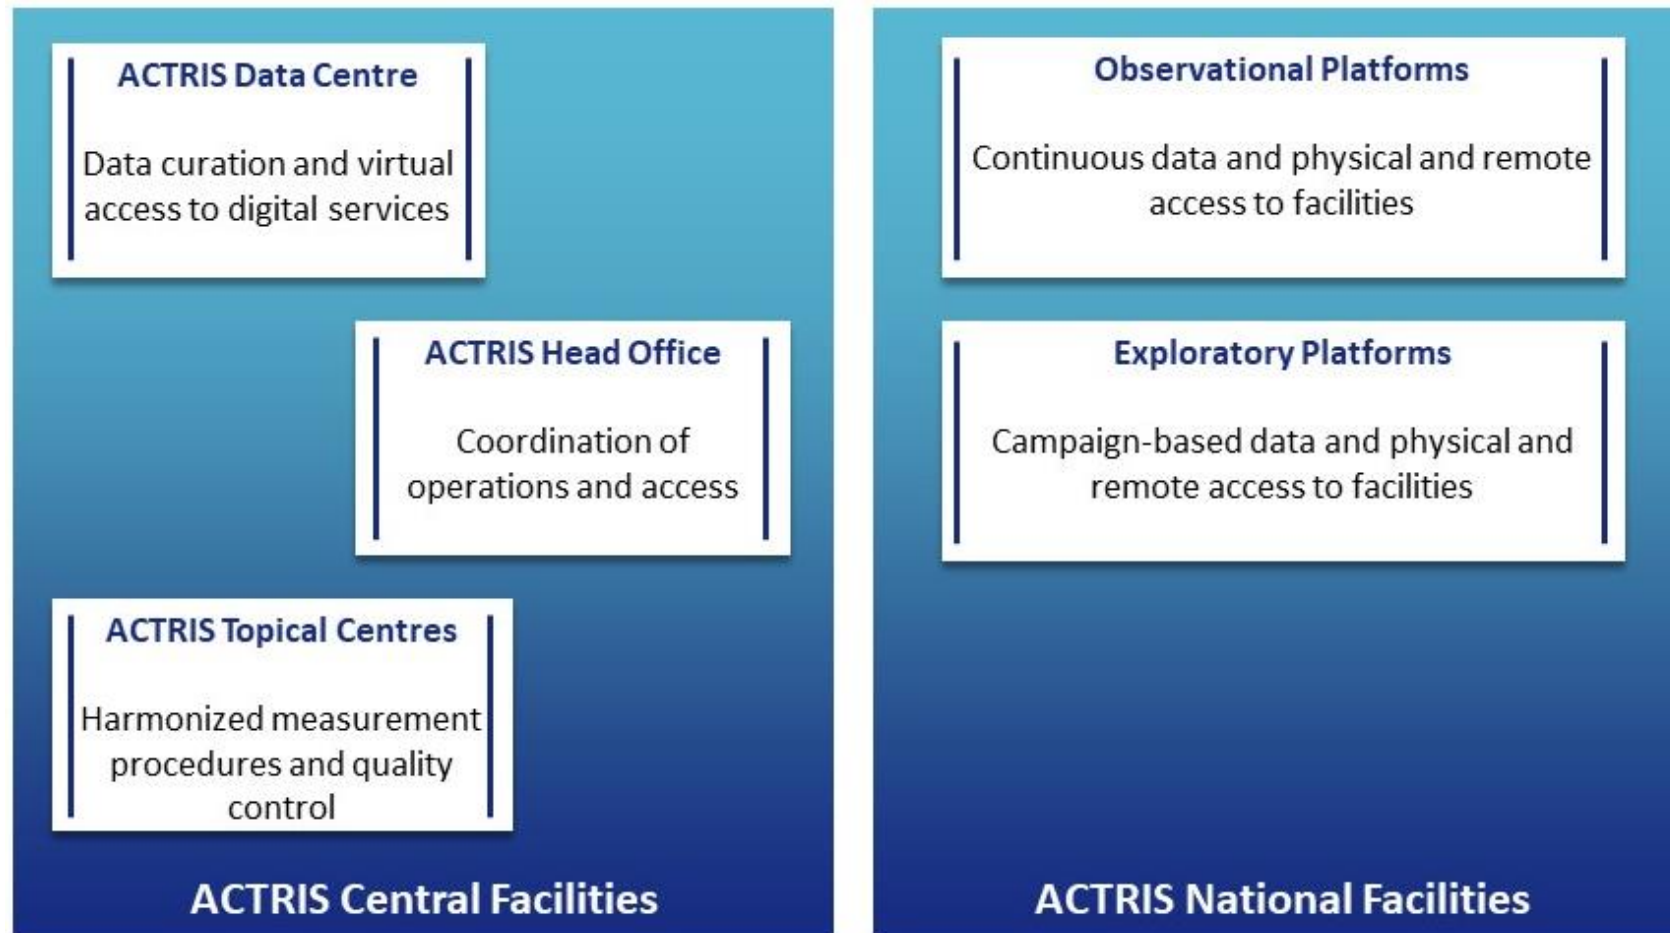 ACTRIS Data Centre
Data curation and virtual
access to digital services
ACTRIS Head Office
Coordination of
operations and access
ACTRIS Topical Centres
Harmonized measurement
procedures and quality
control
ACTRIS Central Facilities
Observational Platforms
Continuous data and physical and remote
access to facilities
Exploratory Platforms
Campaign-based data and physical and
remote access to facilities
ACTRIS National Facilities